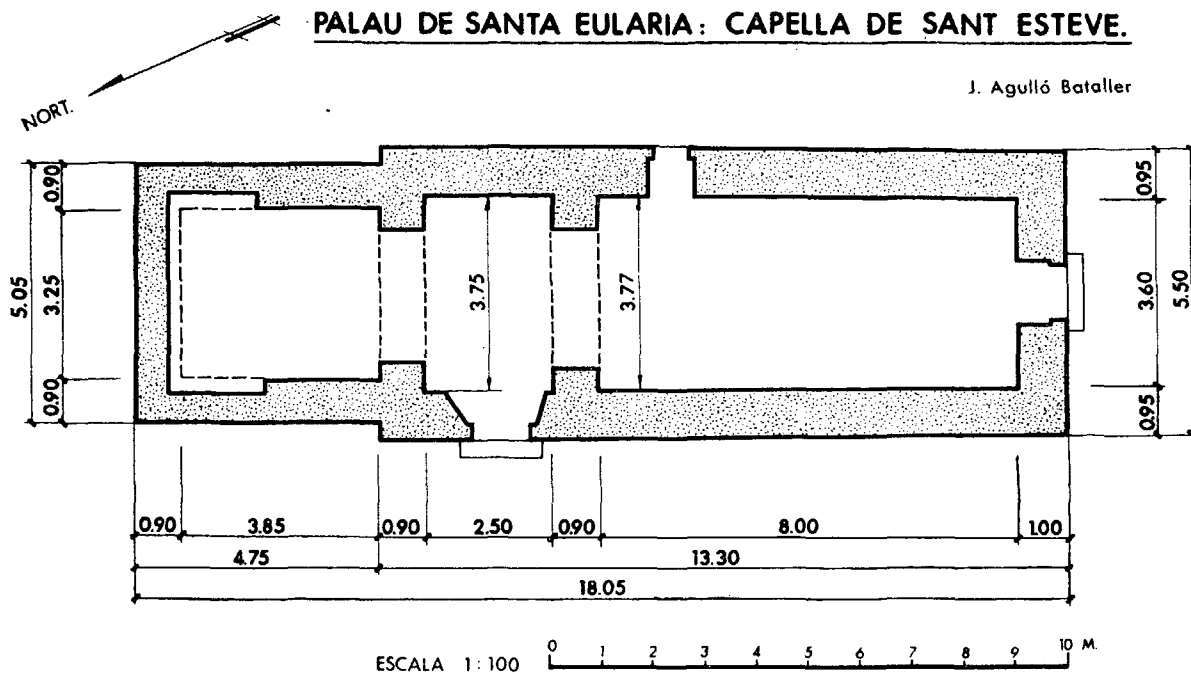 PALAU DE SANTA EULARIA: CAPELLA DE SANT ESTEVE.
J. Agulló Bataller
NORT.
0.90
0.95
5.05
3.25
3.75
3.77
3.60
5.50
0.90
0.95
0.90 3.85 0.90 2.50 0.90 8.00 1.00
4.75 13.30
18.05
ESCALA 1:100
0 1 2 3 4 5 6 7 8 9 10 M.